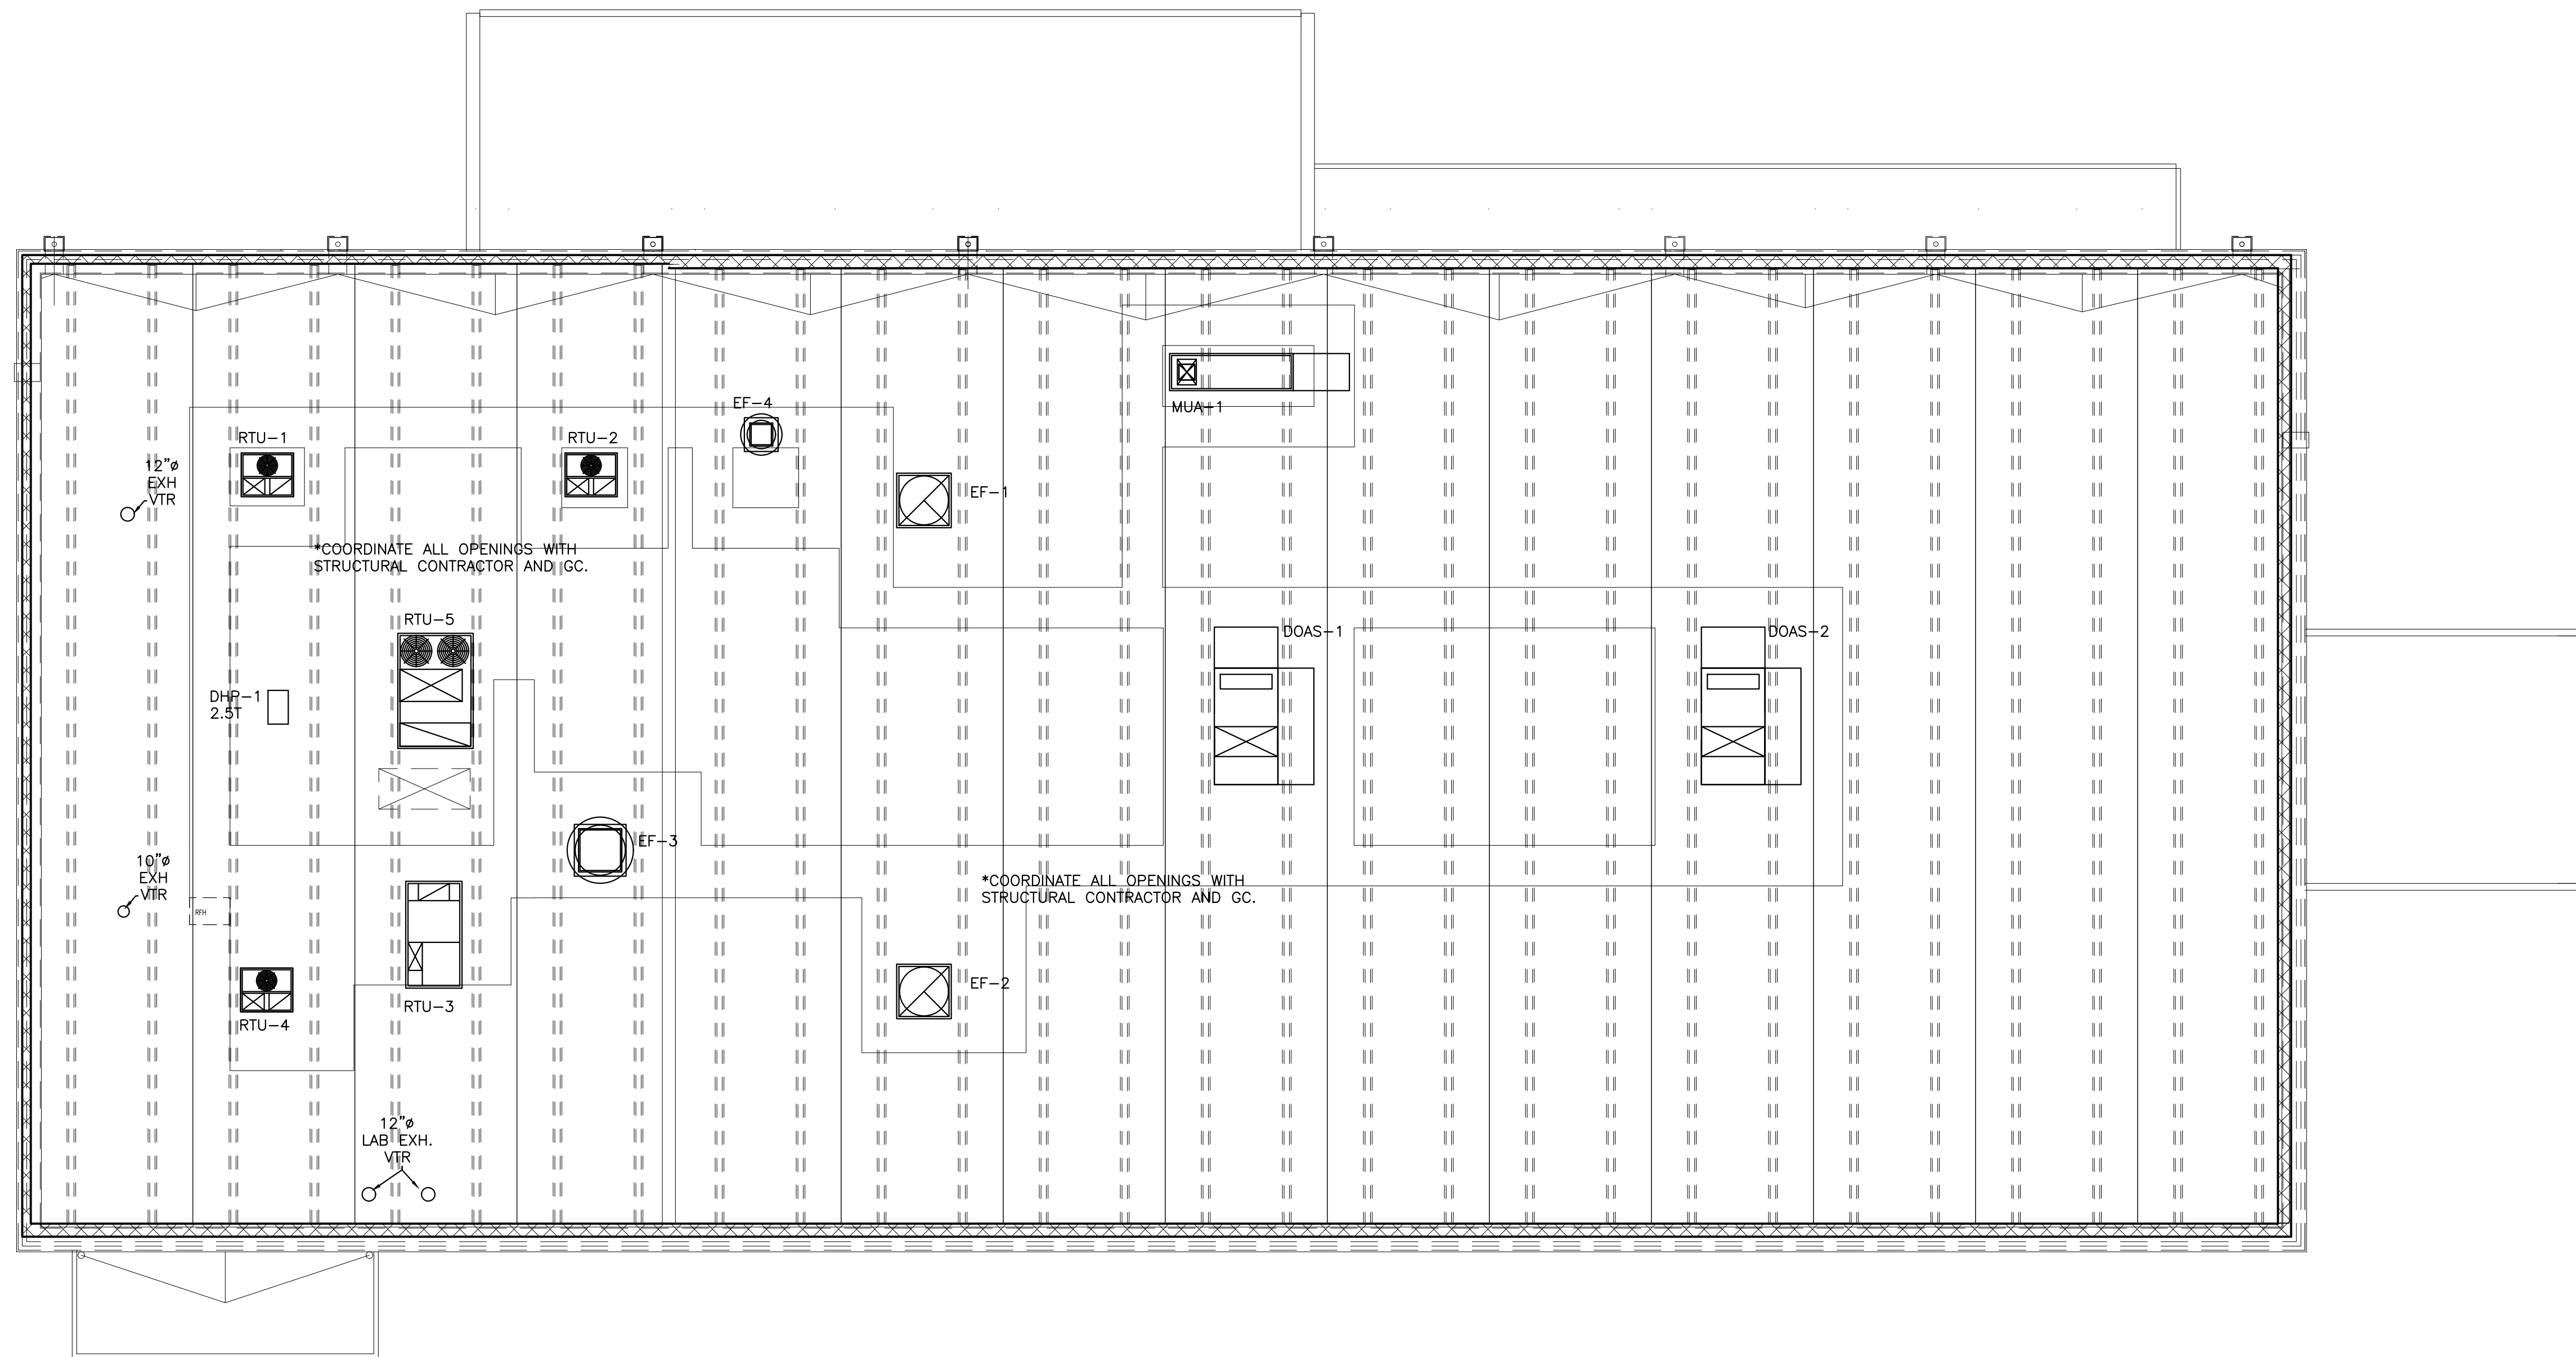 EF-4
MUA-1
RTU-1
RTU-2
12"ø
EXH
VTR
EF-1
*COORDINATE ALL OPENINGS WITH
STRUCTURAL CONTRACTOR AND GC.
RTU-5
DOAS-1
DOAS-2
DHP-1
2.5T
EF-3
10"ø
EXH
VTR
*COORDINATE ALL OPENINGS WITH
STRUCTURAL CONTRACTOR AND GC.
RFH
EF-2
RTU-3
RTU-4
12"ø
LAB EXH.
VTR